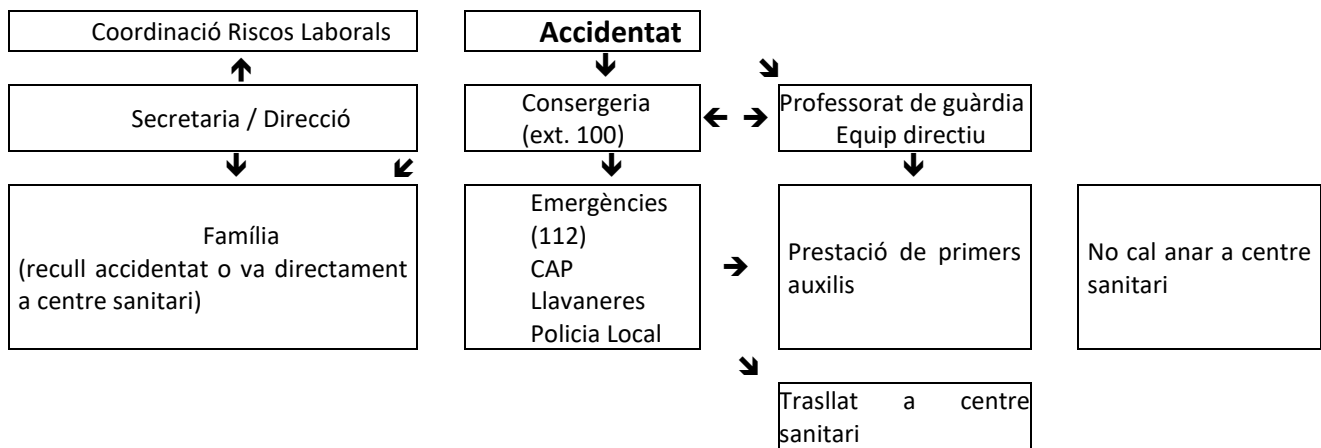 Coordinació Riscos Laborals
Accidentat
Secretaria / Direcció
Consergeria
(ext. 100)
Professorat de guàrdia
Equip directiu
Família
(recull accidentat o va directament
a centre sanitari)
Emergències
(112)
CAP
Llavaneres
Policia Local
Prestació de primers
auxilis
No cal anar a centre
sanitari
Trasllat a centre
sanitari